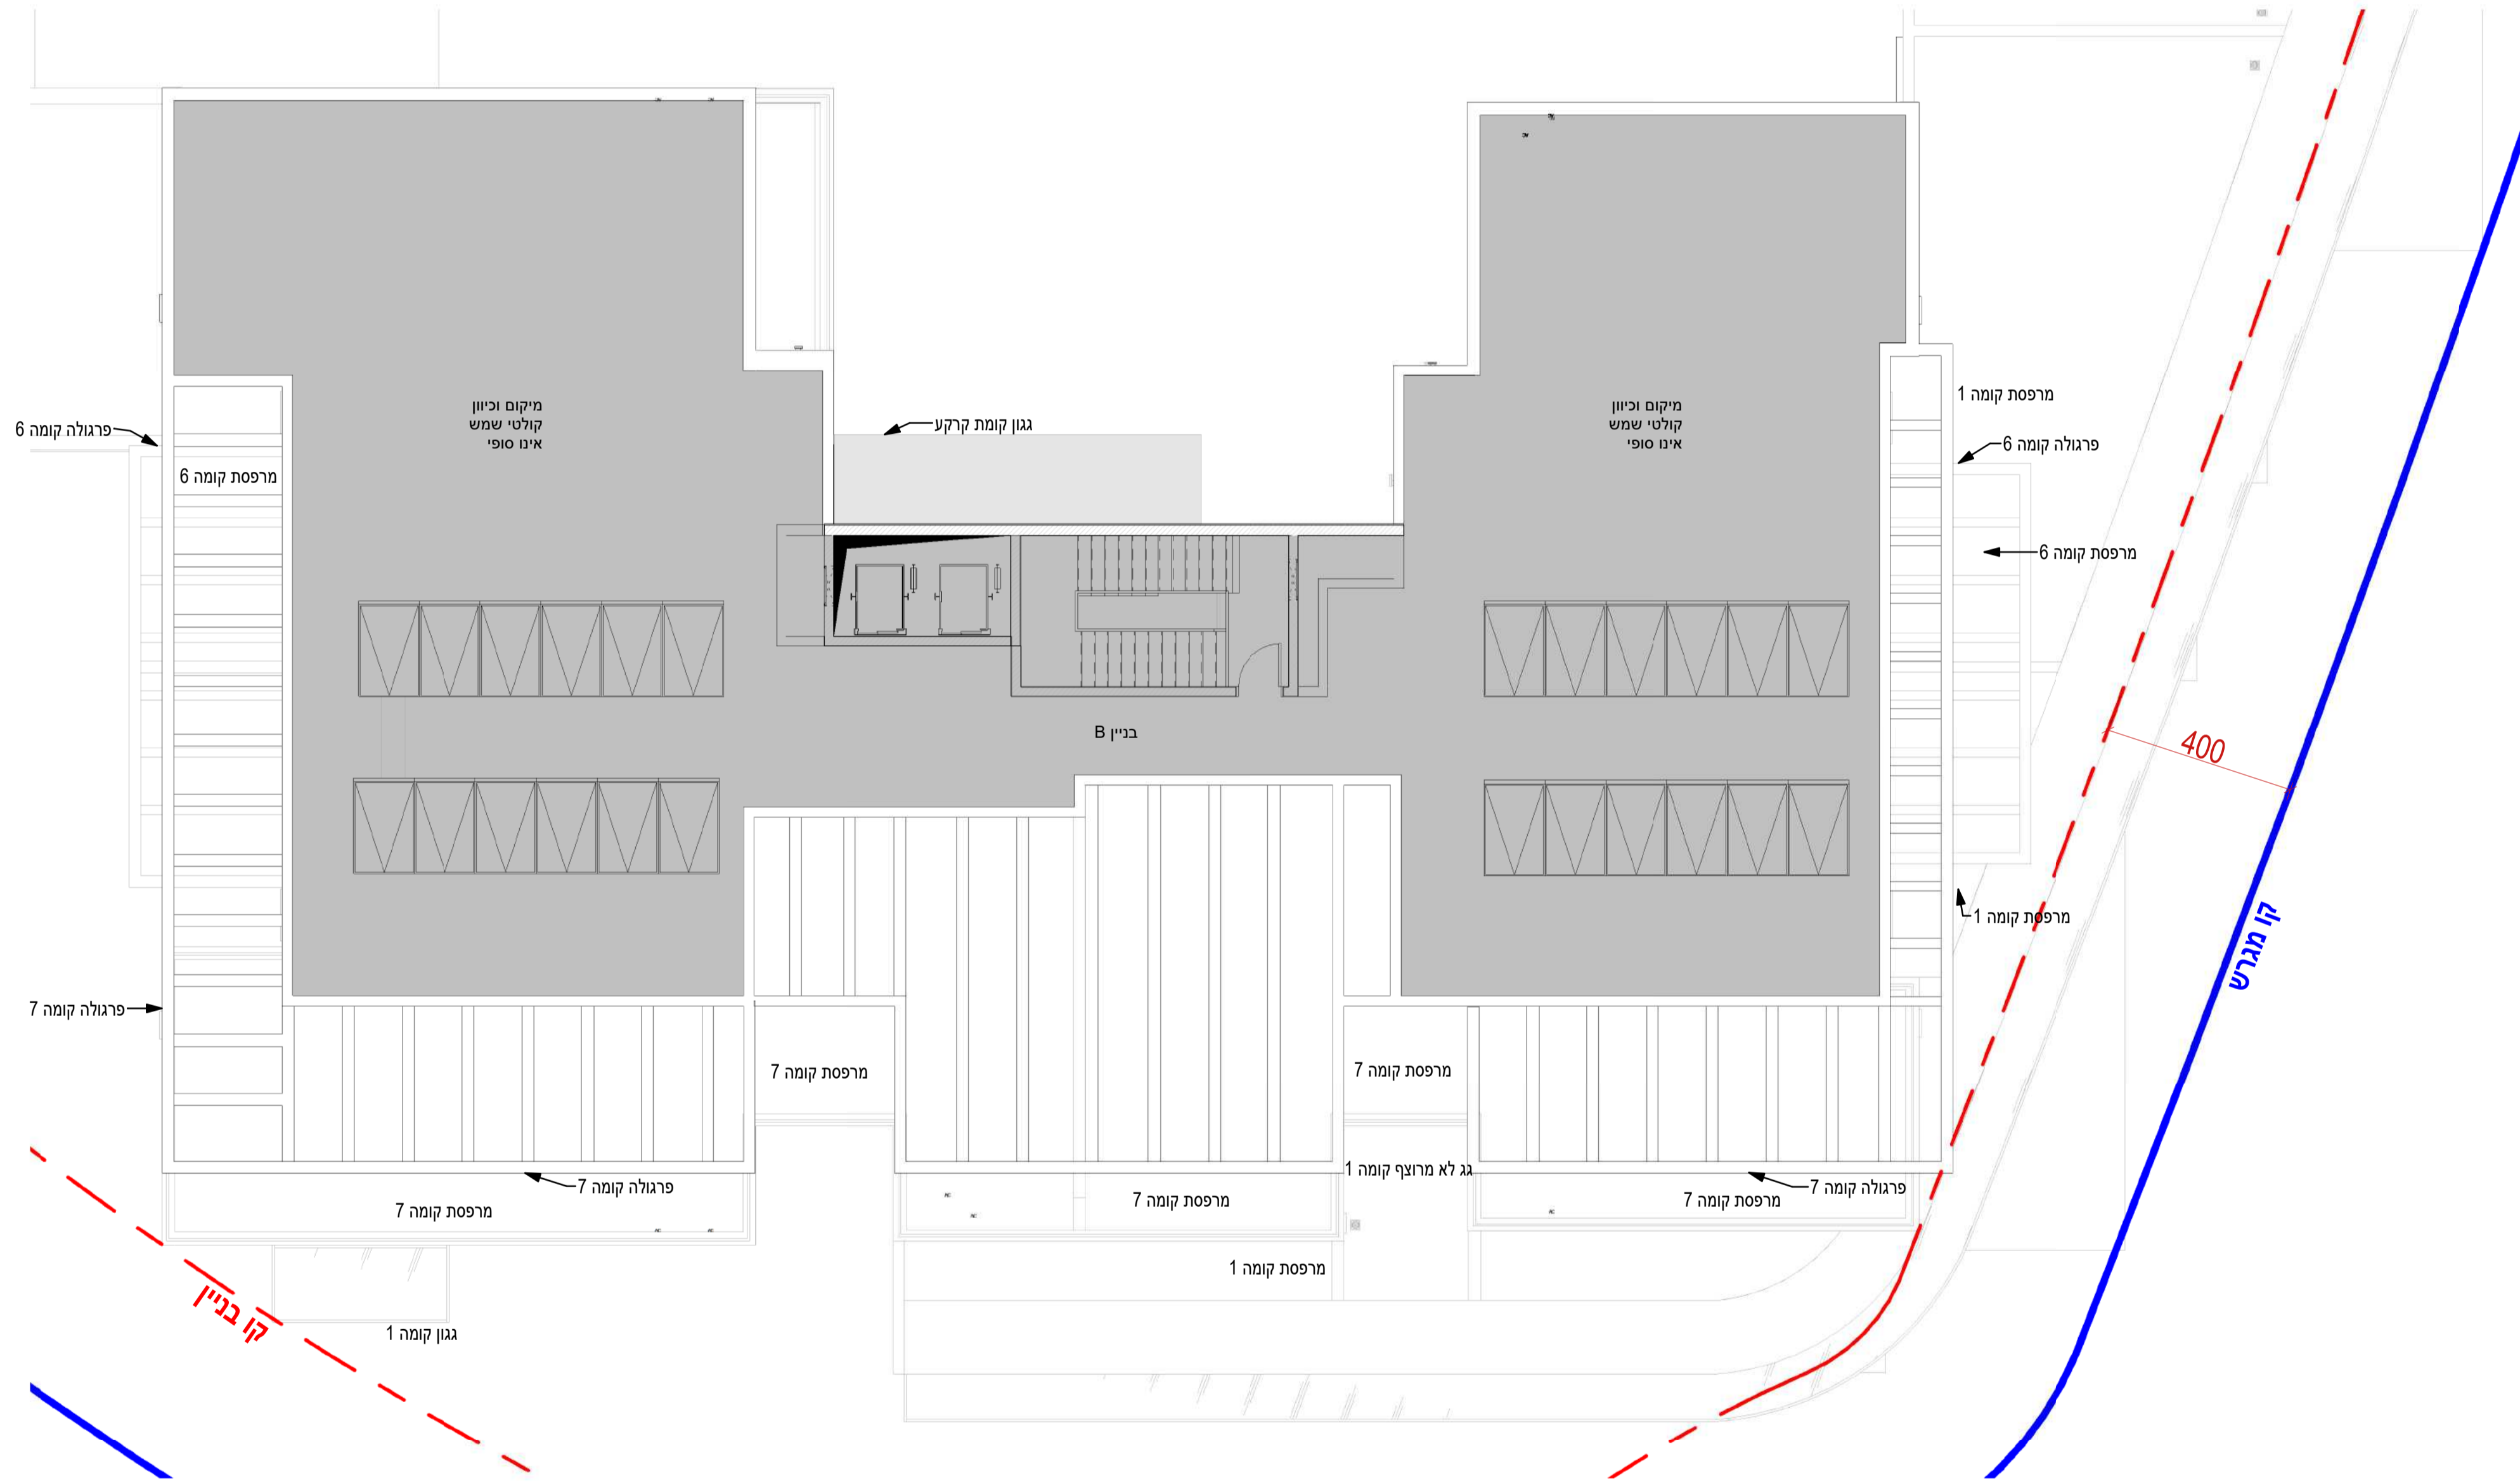 מרפסת קומה 1
מיקום וכיוון
קולטי שמש
אינו סופי
מיקום וכיוון
קולטי שמש
אינו סופי
גגון קומת קרקע
פרגולה קומה 6
פרגולה קומה 6
מרפסת קומה 6
מרפסת קומה 6
בניין B
400
מרפסת קומה 1
קו מגרש
פרגולה קומה 7
מרפסת קומה 7
מרפסת קומה 7
גג לא מרוצף קומה 1
פרגולה קומה 7
פרגולה קומה 7
מרפסת קומה 7
מרפסת קומה 7
מרפסת קומה 7
מרפסת קומה 1
קו בניין
גגון קומה 1